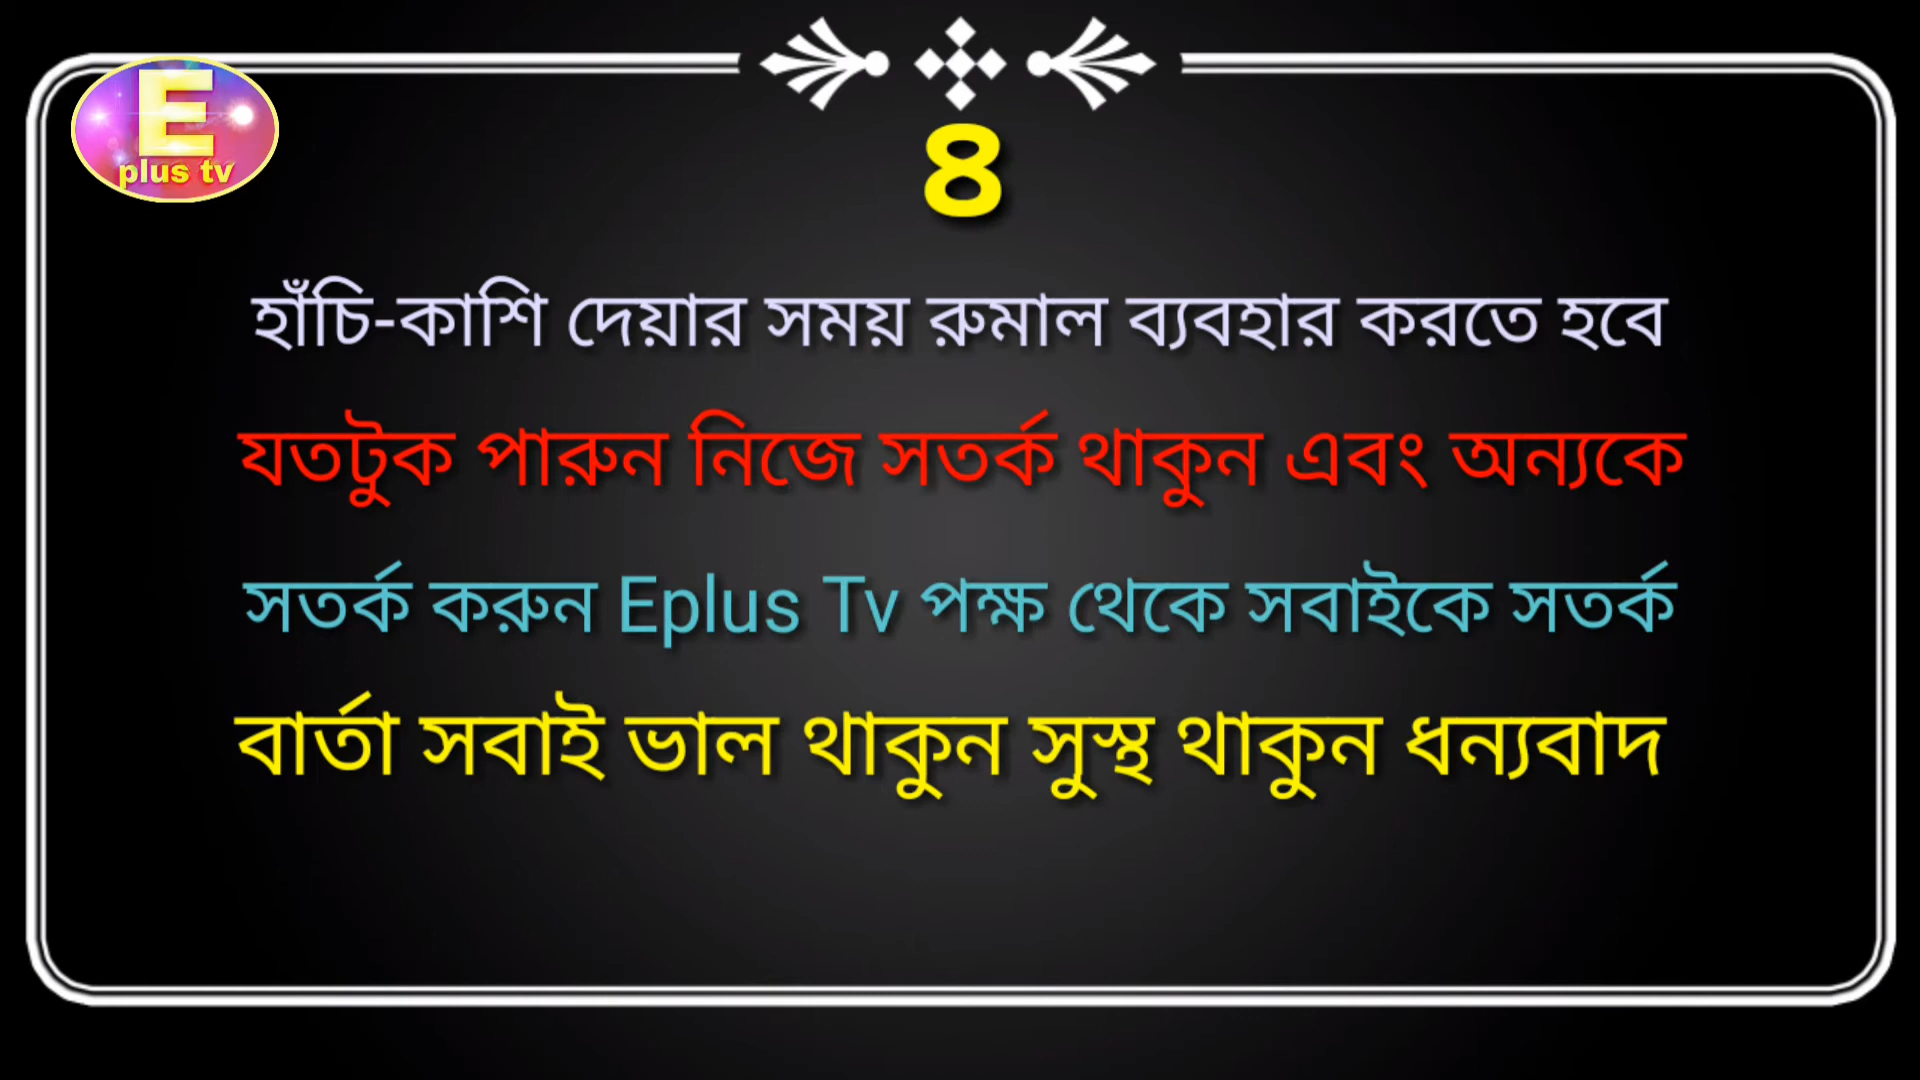 E
plus tv
৪
হাঁচি-কাশি দেয়ার সময় রুমাল ব্যবহার করতে হবে
যতটুক পারুন নিজে সতর্ক থাকুন এবং অন্যকে
সতর্ক করুন Eplus Tv পক্ষ থেকে সবাইকে সতর্ক
বার্তা সবাই ভাল থাকুন সুস্থ থাকুন ধন্যবাদ